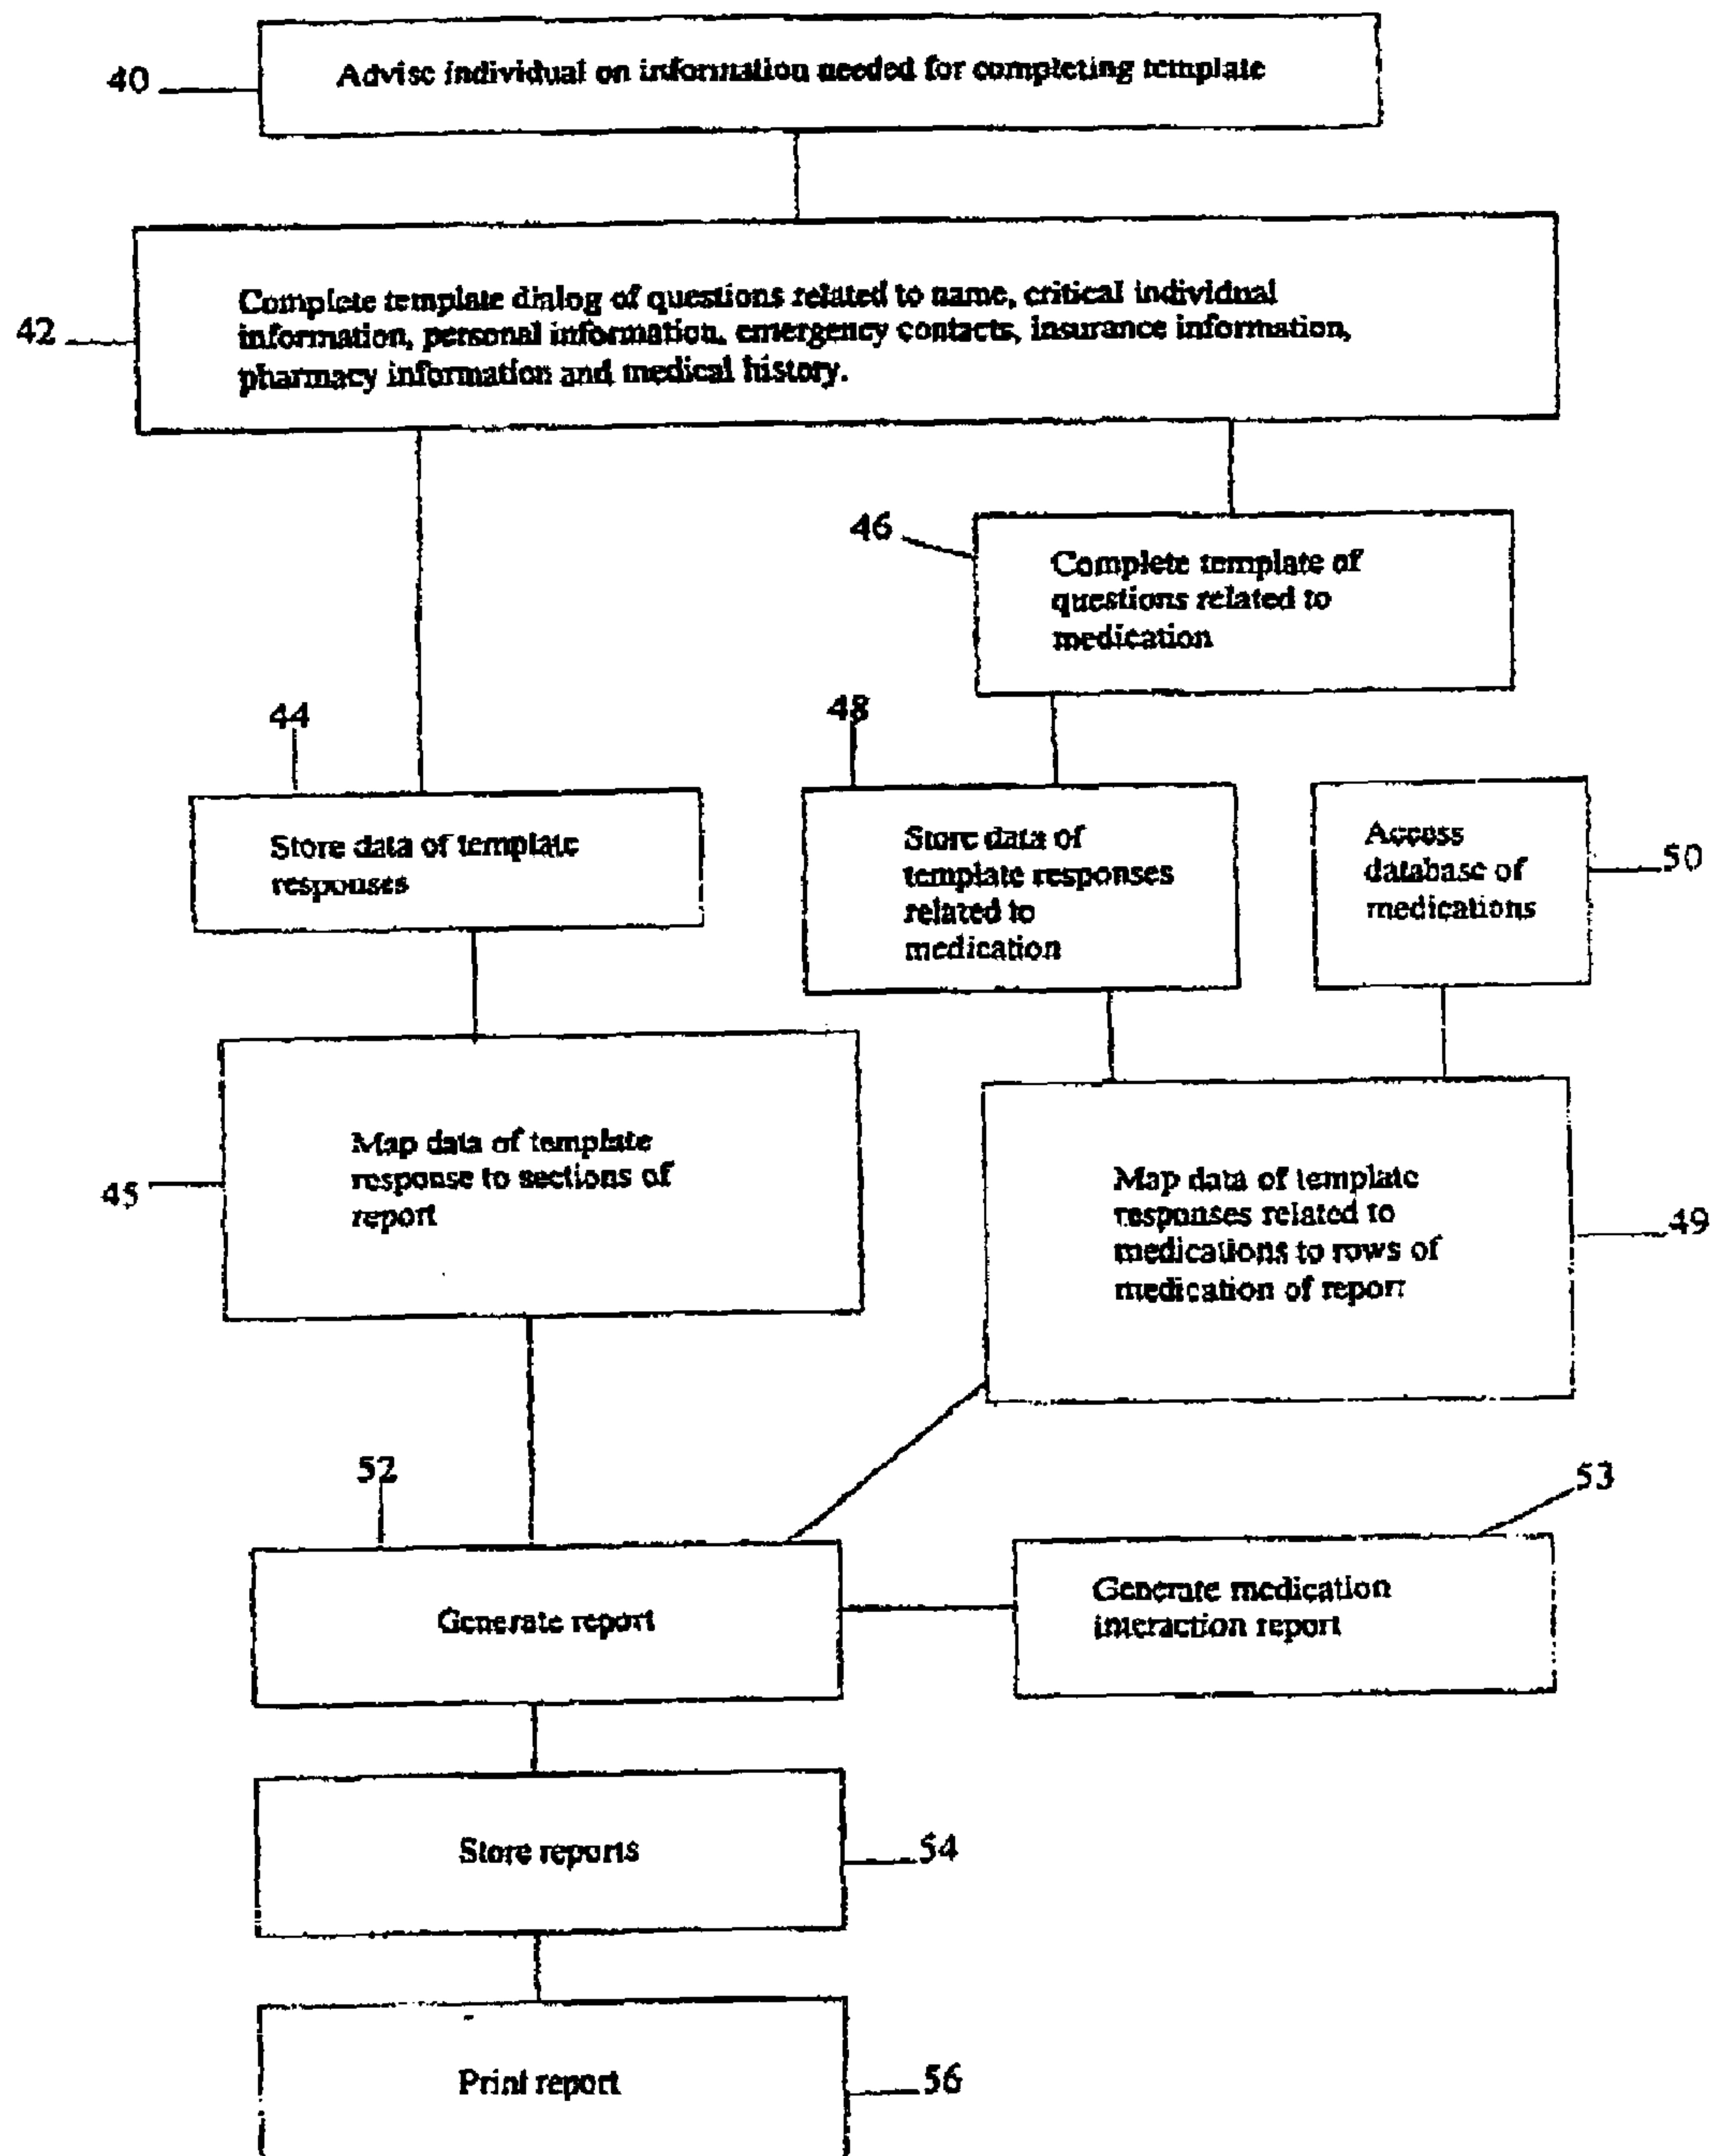 40
Advise individual on information needed for completing template
42
Complete template dialog of questions related to name, critical individual
information, personal information, emergency contacts, insurance information,
pharmacy information and medical history.
46
Complete template of
questions related to
medication
44
Store data of template
responses
48
Store data of
template responses
related to
medication
Access
database of
medications
50
45
Map data of template
response to sections of
report
Map data of template
responses related to
medications to rows of
medication of report
49
52
Generate report
53
Generate medication
interaction report
Store reports
54
Print report
56